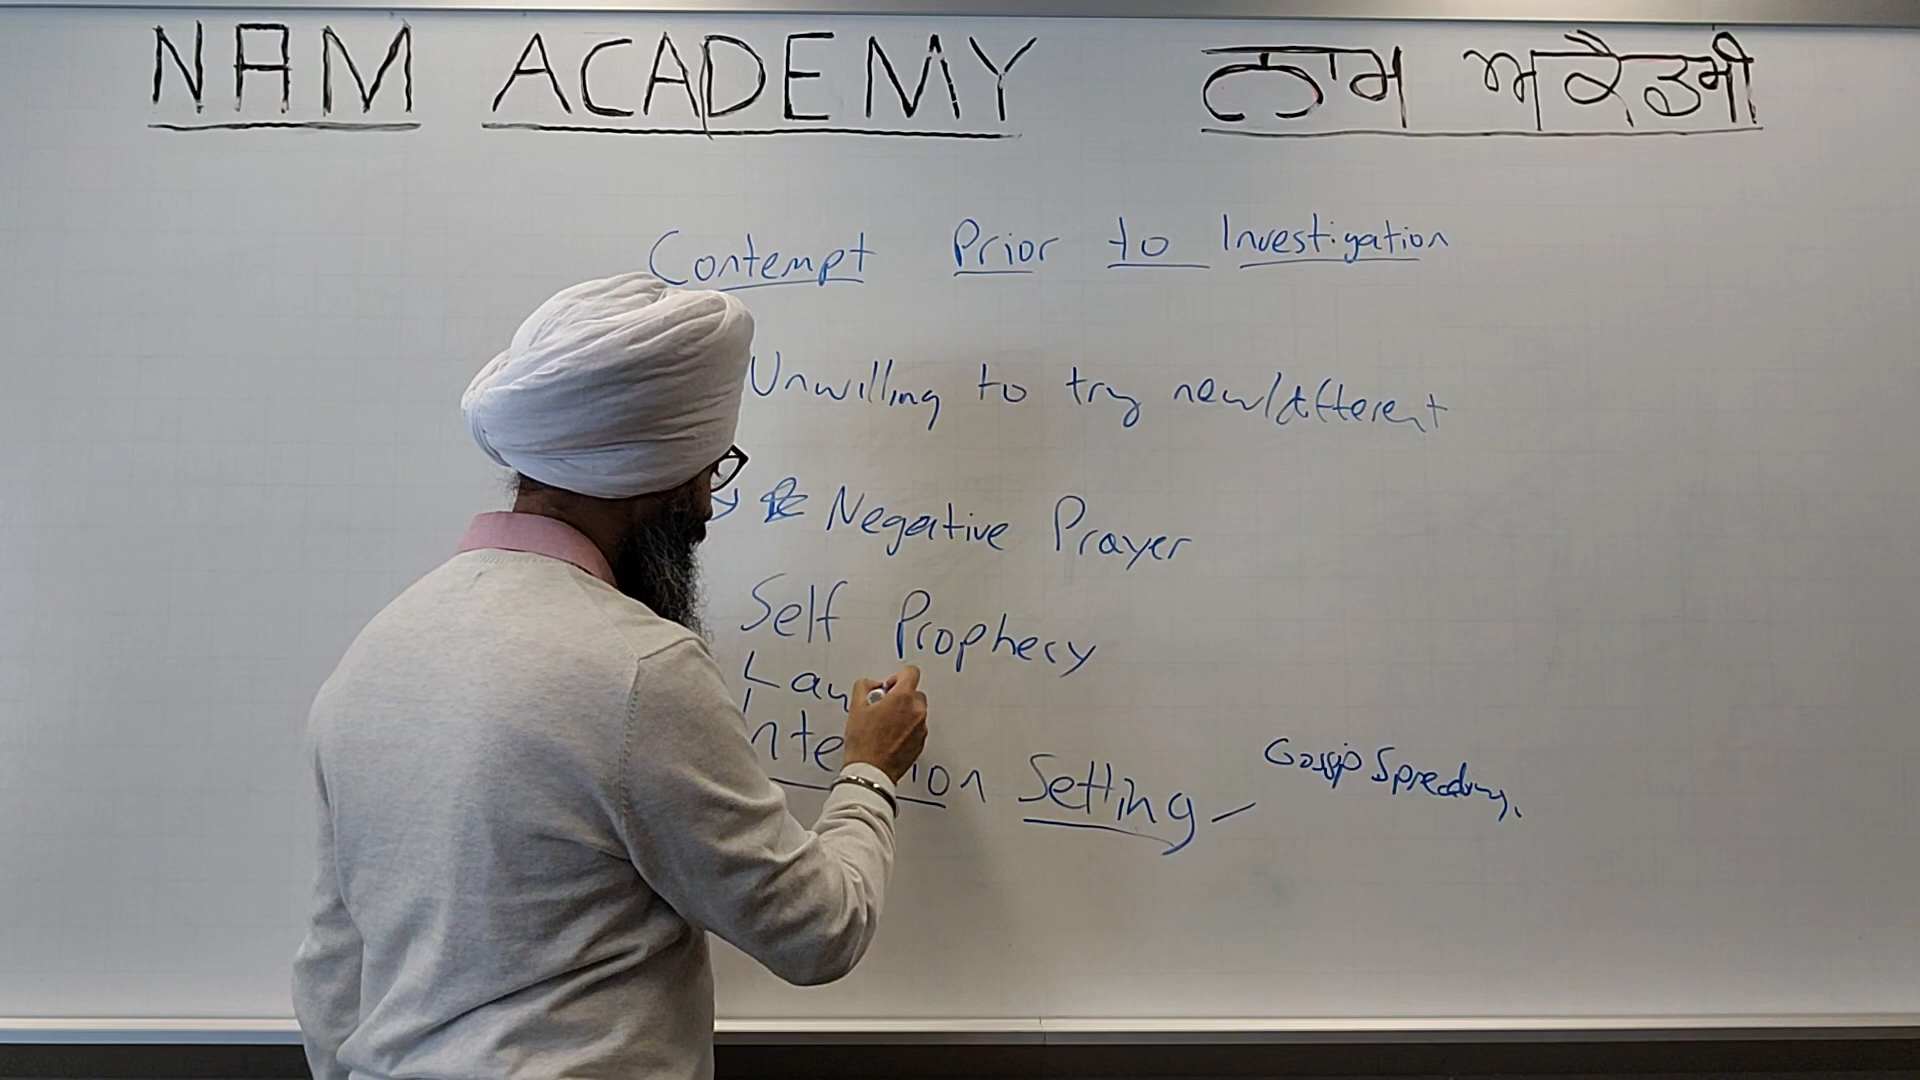 NAM ACADEMY ਨਾਮ ਅਕੈਡਮੀ
Contempt Prior to Investigation
Unwilling to try new/different
Negative Prayer
Self Prophecy
Setting - Gossip Spreading.